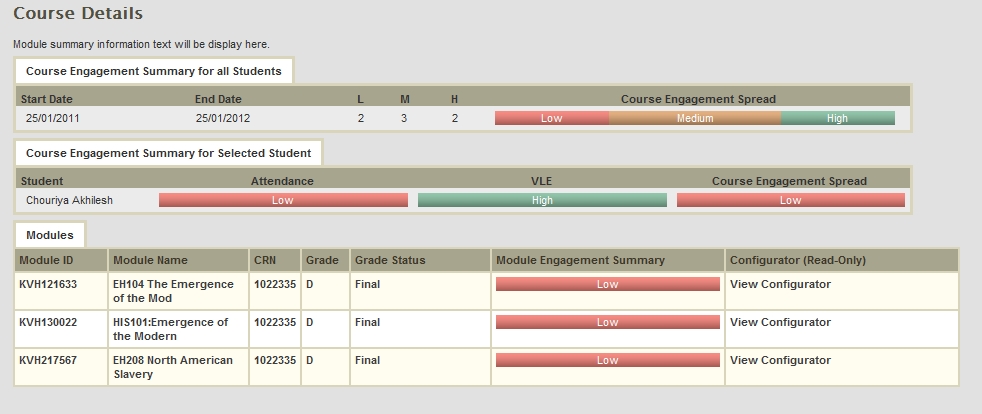 Course Details
Module summary information text will be display here.
Course Engagement Summary for all Students
Start Date End Date L M H Course Engagement Spread
25/01/2011 25/01/2012 2 3 2 Low Medium High
Course Engagement Summary for Selected Student
Student Attendance VLE Course Engagement Spread
Chouriya Akhilesh Low High Low
Modules
Module ID Module Name CRN Grade Grade Status Module Engagement Summary Configurator (Read-Only)
KVH121633 EH104 The Emergence 1022335 D Final Low View Configurator
of the Mod
KVH130022 HIS101:Emergence of 1022335 D Final Low View Configurator
the Modern
KVH217567 EH208 North American 1022335 D Final Low View Configurator
Slavery